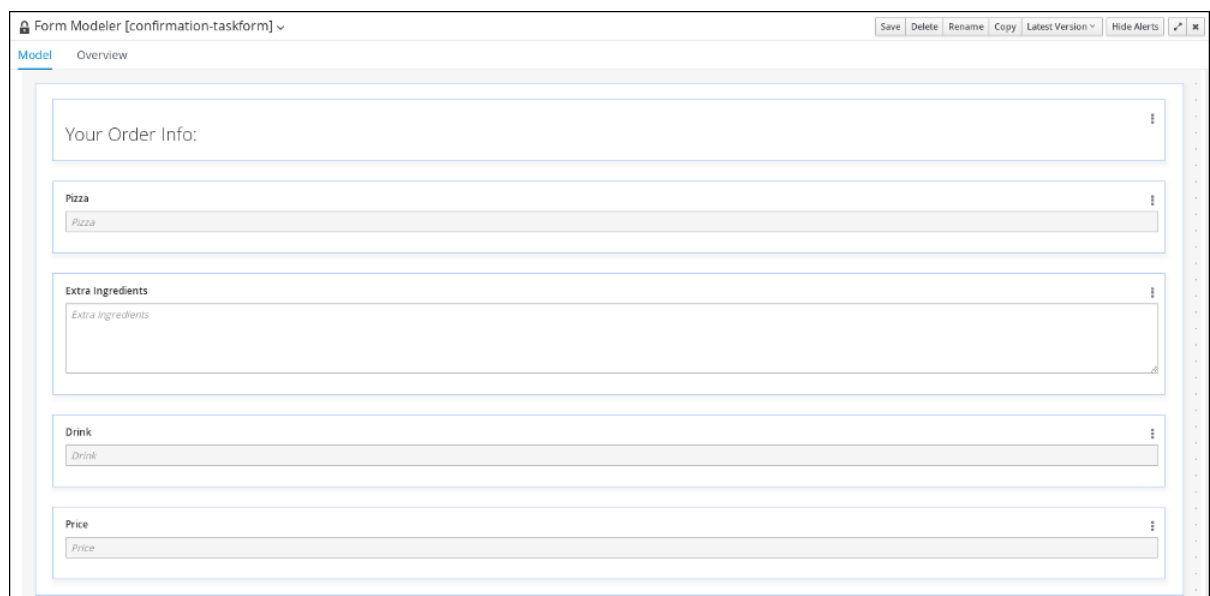 Form Modeler [confirmation-taskform]
Save Delete Rename Copy Latest Version Hide Alerts
Model Overview
Your Order Info:
Pizza
Pizza
Extra Ingredients
Extra Ingredients
Drink
Drink
Price
Price